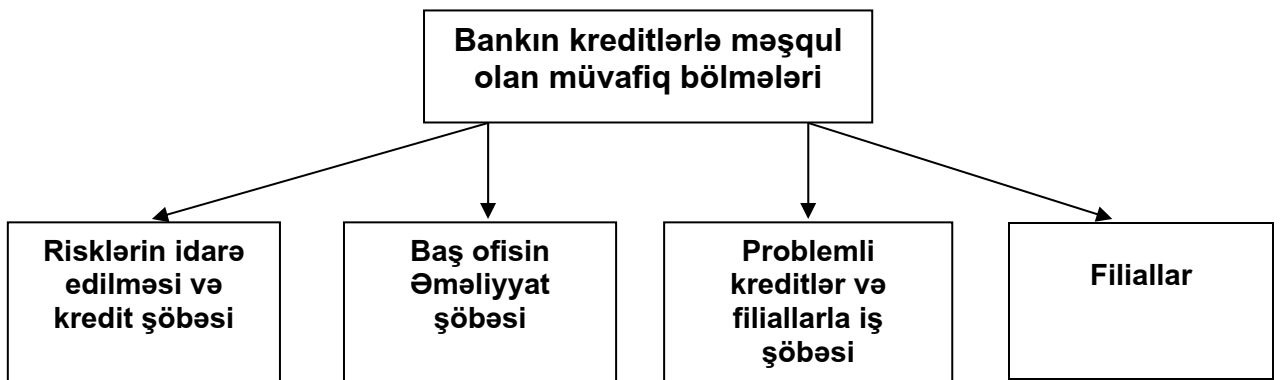 Bankın kreditlərlə məşqul
olan müvafiq bölmələri
Risklərin idarə
edilməsi və
kredit şöbəsi
Baş ofisin
Əməliyyat
şöbəsi
Problemli
kreditlər və
filiallarla iş
şöbəsi
Filiallar